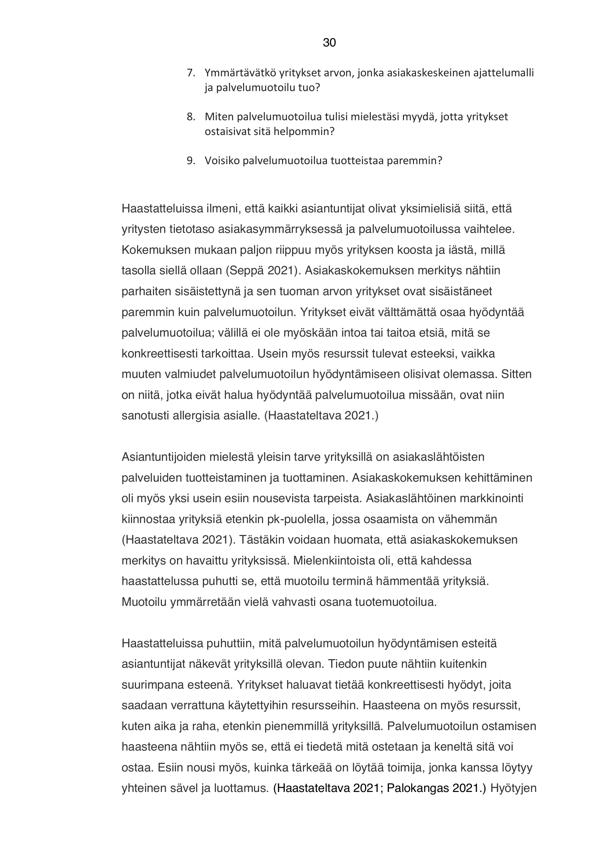 30
7. Ymmärtävätkö yritykset arvon, jonka asiakaskeskeinen ajattelumalli
ja palvelumuotoilu tuo?
8. Miten palvelumuotoilua tulisi mielestäsi myydä, jotta yritykset
ostaisivat sitä helpommin?
9. Voisiko palvelumuotoilua tuotteistaa paremmin?
Haastatteluissa ilmeni, että kaikki asiantuntijat olivat yksimielisiä siitä, että
yritysten tietotaso asiakasymmärryksessä ja palvelumuotoilussa vaihtelee.
Kokemuksen mukaan paljon riippuu myös yrityksen koosta ja iästä, millä
tasolla siellä ollaan (Seppä 2021). Asiakaskokemuksen merkitys nähtiin
parhaiten sisäistettynä ja sen tuoman arvon yritykset ovat sisäistäneet
paremmin kuin palvelumuotoilun. Yritykset eivät välttämättä osaa hyödyntää
palvelumuotoilua; välillä ei ole myöskään intoa tai taitoa etsiä, mitä se
konkreettisesti tarkoittaa. Usein myös resurssit tulevat esteeksi, vaikka
muuten valmiudet palvelumuotoilun hyödyntämiseen olisivat olemassa. Sitten
on niitä, jotka eivät halua hyödyntää palvelumuotoilua missään, ovat niin
sanotusti allergisia asialle. (Haastateltava 2021.)
Asiantuntijoiden mielestä yleisin tarve yrityksillä on asiakaslähtöisten
palveluiden tuotteistaminen ja tuottaminen. Asiakaskokemuksen kehittäminen
oli myös yksi usein esiin nousevista tarpeista. Asiakaslähtöinen markkinointi
kiinnostaa yrityksiä etenkin pk-puolella, jossa osaamista on vähemmän
(Haastateltava 2021). Tästäkin voidaan huomata, että asiakaskokemuksen
merkitys on havaittu yrityksissä. Mielenkiintoista oli, että kahdessa
haastattelussa puhutti se, että muotoilu terminä hämmentää yrityksiä.
Muotoilu ymmärretään vielä vahvasti osana tuotemuotoilua.
Haastatteluissa puhuttiin, mitä palvelumuotoilun hyödyntämisen esteitä
asiantuntijat näkevät yrityksillä olevan. Tiedon puute nähtiin kuitenkin
suurimpana esteenä. Yritykset haluavat tietää konkreettisesti hyödyt, joita
saadaan verrattuna käytettyihin resursseihin. Haasteena on myös resurssit,
kuten aika ja raha, etenkin pienemmillä yrityksillä. Palvelumuotoilun ostamisen
haasteena nähtiin myös se, että ei tiedetä mitä ostetaan ja keneltä sitä voi
ostaa. Esiin nousi myös, kuinka tärkeää on löytää toimija, jonka kanssa löytyy
yhteinen sävel ja luottamus. (Haastateltava 2021; Palokangas 2021.) Hyötyjen